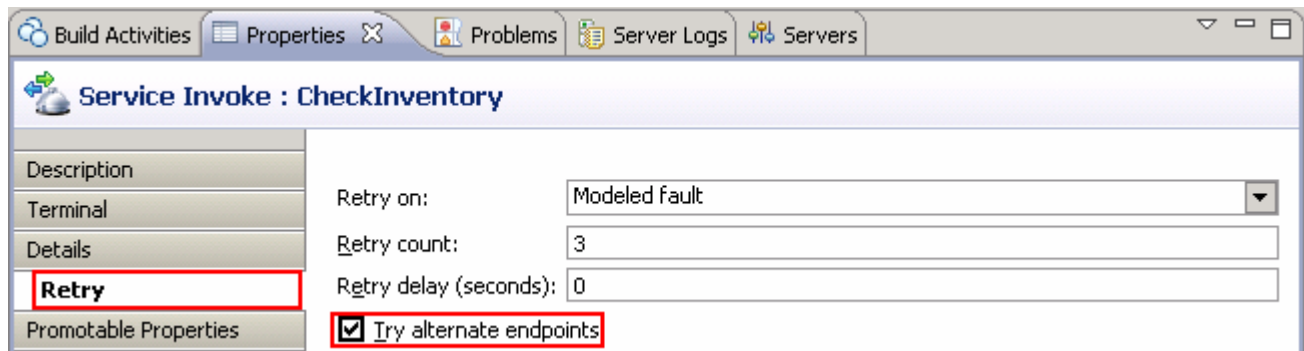 Build Activities Properties Problems Server Logs Servers
Service Invoke : CheckInventory
Description
Terminal
Details
Retry
Promotable Properties
Retry on: Modeled fault
Retry count: 3
Retry delay (seconds): 0
Try alternate endpoints